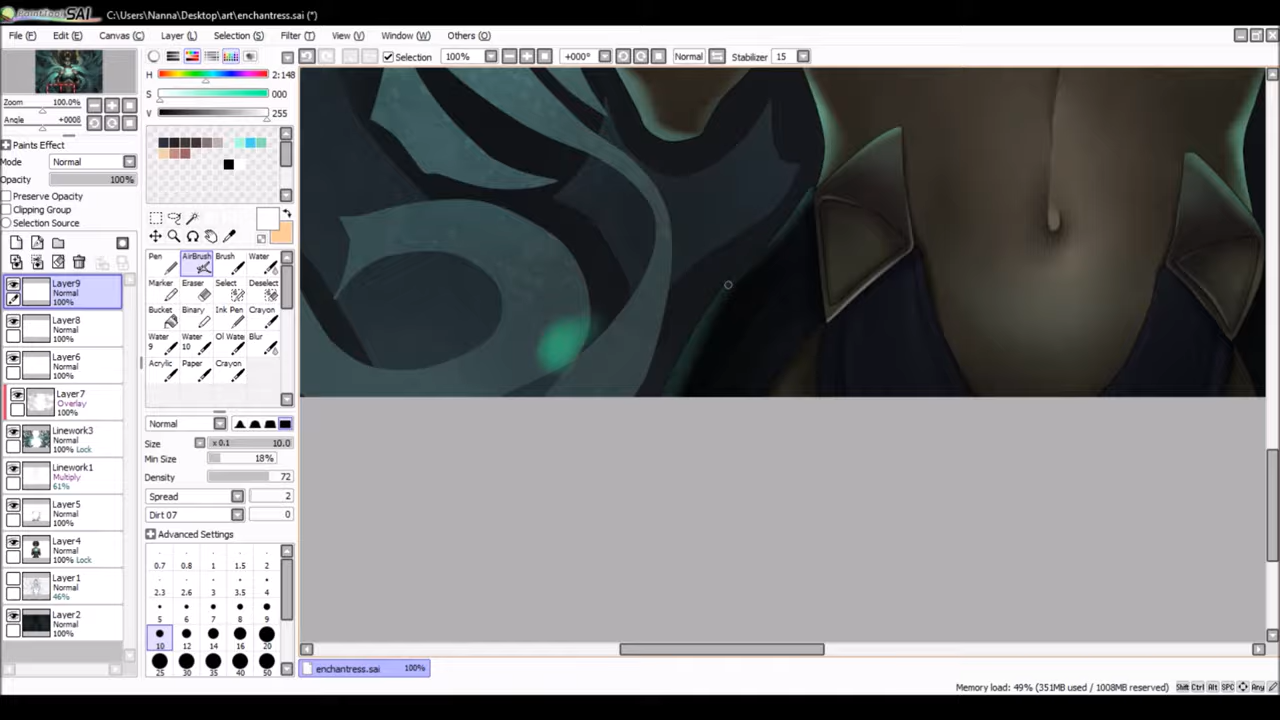 PaintTool SAI C:\Users\Nanna\Desktop\art\enchantress.sai (*)
File (F) Edit (E) Canvas (C) Layer (L) Selection (S) Filter (T) View (V) Window (W) Others (O)
Selection 100% +000° Normal Stabilizer 15
Zoom 100.0%
Angle +000δ
Paints Effect
Mode Normal
Opacity 100%
Preserve Opacity
Clipping Group
Selection Source
Layer9
Normal
100%
Layer8
Normal
100%
Layer6
Normal
100%
Layer7
Overlay
100%
Linework3
Normal
100% Lock
Linework1
Multiply
61%
Layer5
Normal
100%
Layer4
Normal
100% Lock
Layer1
Normal
46%
Layer2
Normal
100%
H 2:148
S 000
V 255
Pen AirBrush Brush Water
Marker Eraser Select Deselect
Bucket Binary Ink Pen Crayon
Water 9 Water 10 Oil Wate Blur
Acrylic Paper Crayon
Normal
Size x 0.1 10.0
Min Size 18%
Density 72
Spread 2
Dirt 07 0
Advanced Settings
0.7 0.8 1 1.5 2
2.3 2.6 3 3.5 4
5 6 7 8 9
10 12 14 16 20
25 30 35 40 50
enchantress.sai 100%
Memory load: 49% (351MB used / 1008MB reserved) Shift Ctrl Alt SPC Any